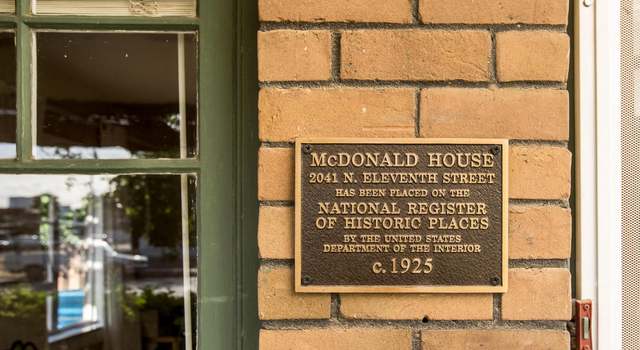 McDONALD HOUSE
2041 N. ELEVENTH STREET
HAS BEEN PLACED ON THE
NATIONAL REGISTER
OF HISTORIC PLACES
BY THE UNITED STATES
DEPARTMENT OF THE INTERIOR
c.1925